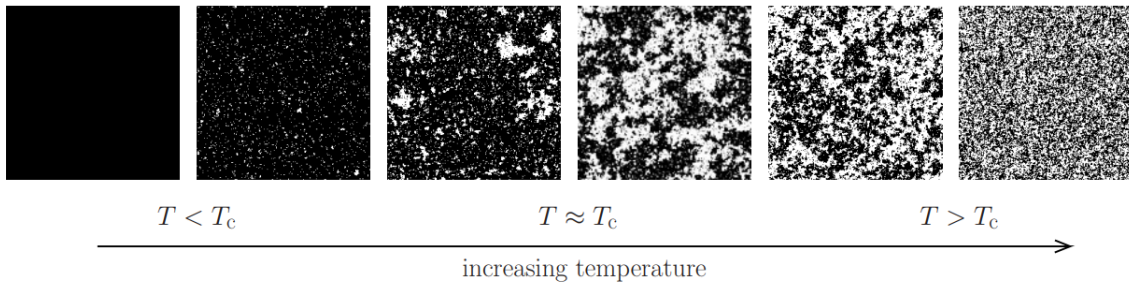 T < Tc T ≈ Tc T > Tc
increasing temperature